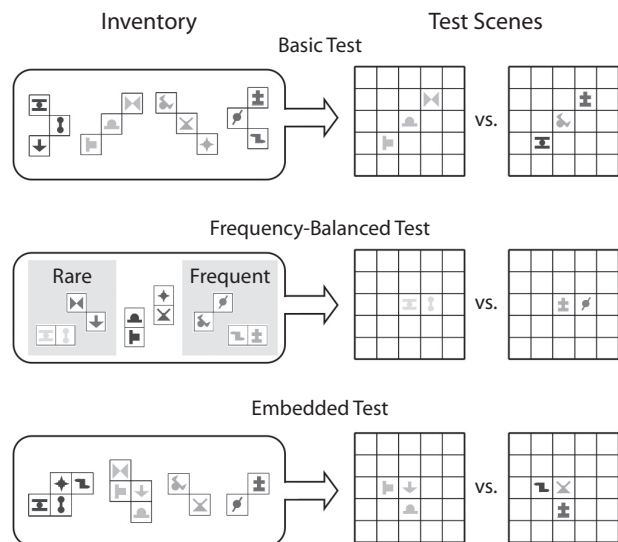 Inventory
Test Scenes
Basic Test
vs.
Frequency-Balanced Test
Rare
Frequent
vs.
Embedded Test
vs.